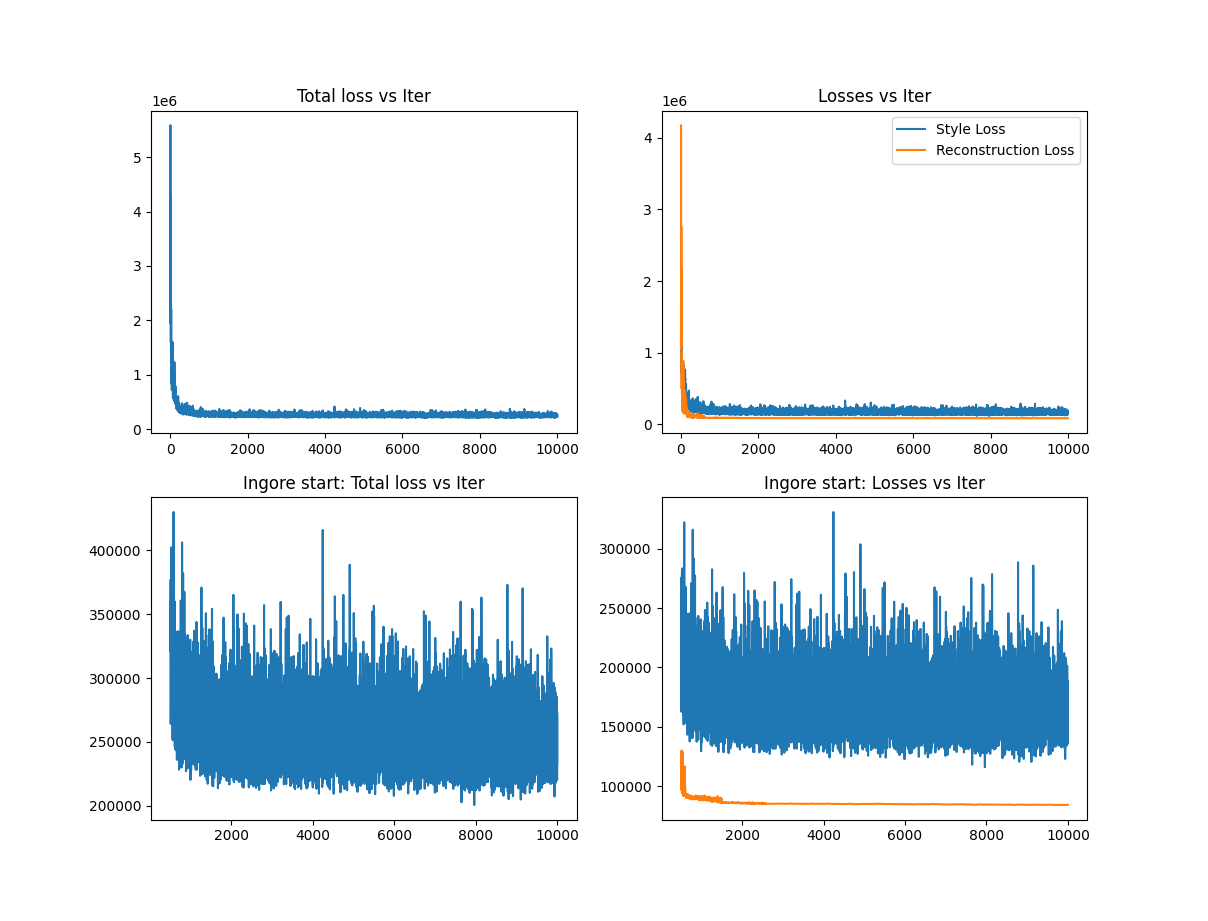 Total loss vs Iter
1e6
5
4
3
2
1
0
0 2000 4000 6000 8000 10000
Losses vs Iter
1e6
Style Loss
Reconstruction Loss
4
3
2
1
0
0 2000 4000 6000 8000 10000
Ingore start: Total loss vs Iter
400000
350000
300000
250000
200000
2000 4000 6000 8000 10000
Ingore start: Losses vs Iter
300000
250000
200000
150000
100000
2000 4000 6000 8000 10000